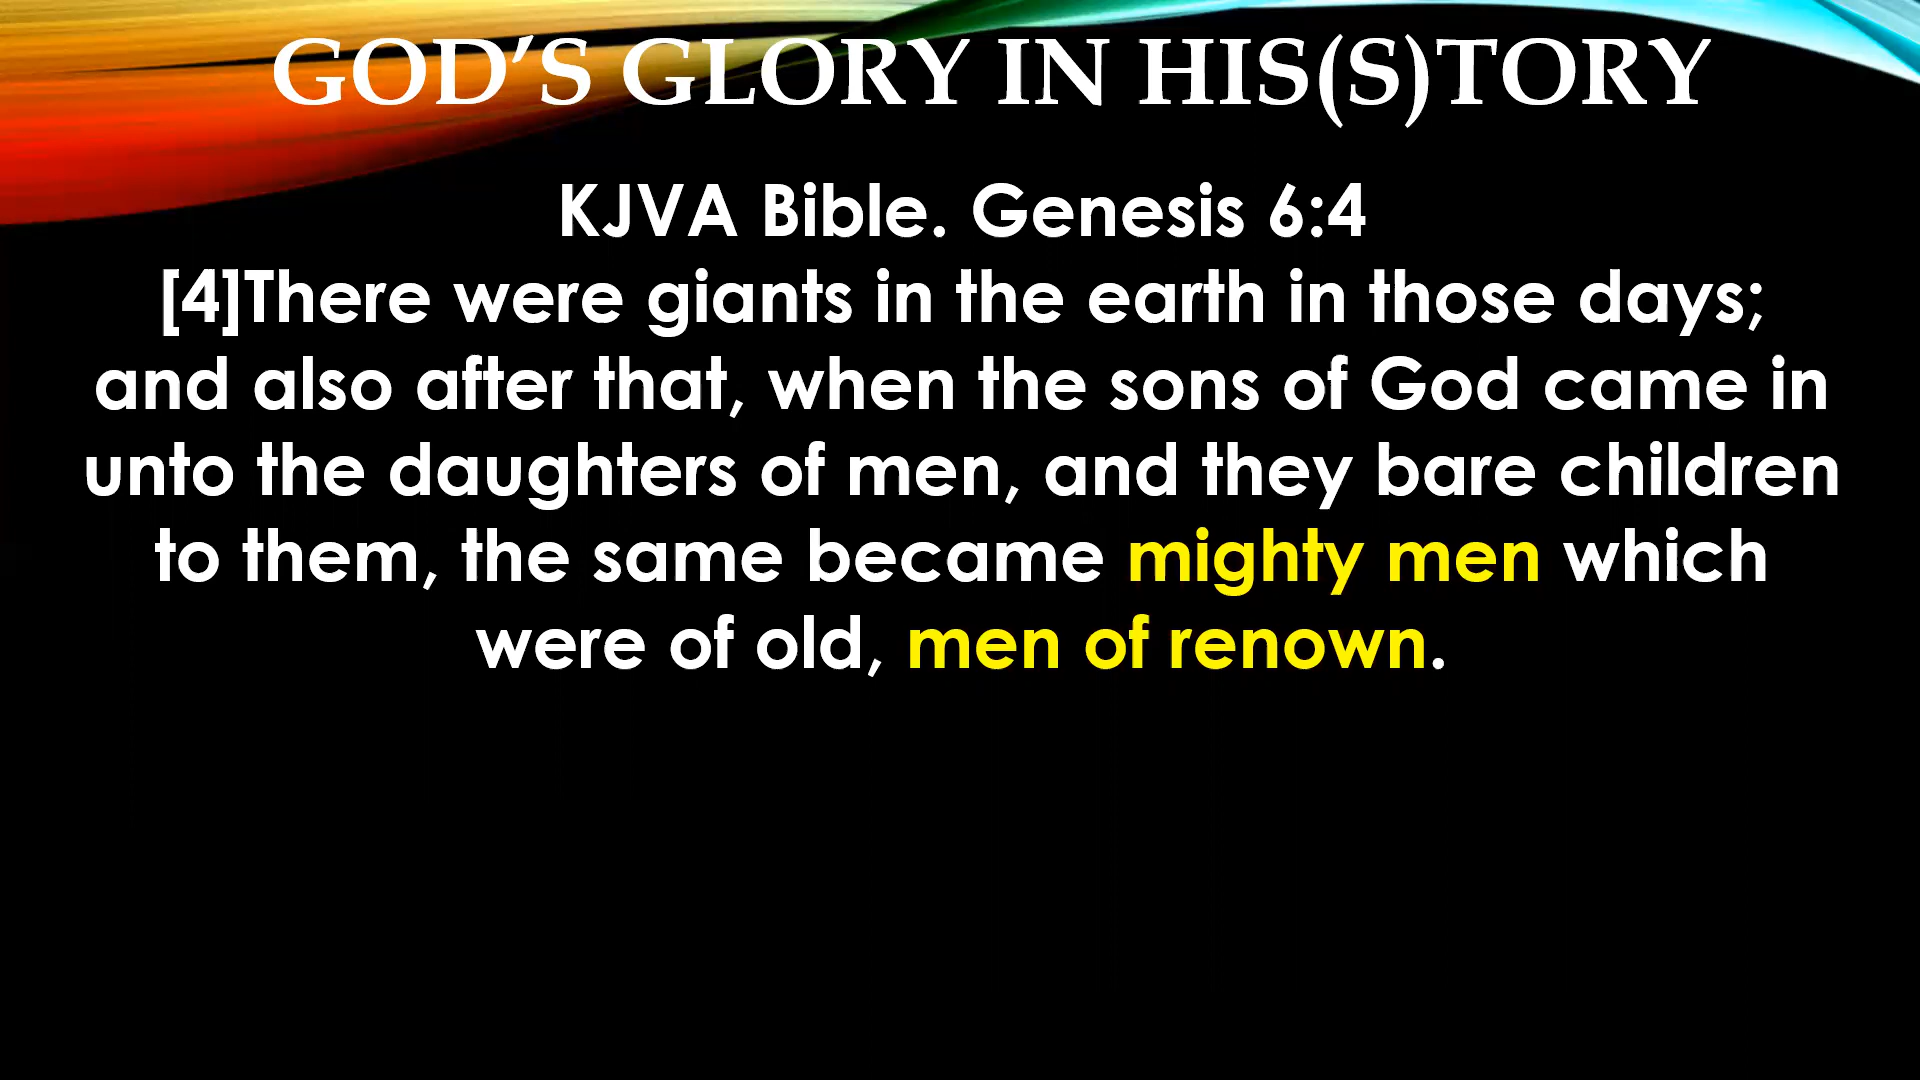 GOD’S GLORY IN HIS(S)TORY
KJVA Bible. Genesis 6:4
[4]There were giants in the earth in those days;
and also after that, when the sons of God came in
unto the daughters of men, and they bare children
to them, the same became mighty men which
were of old, men of renown.